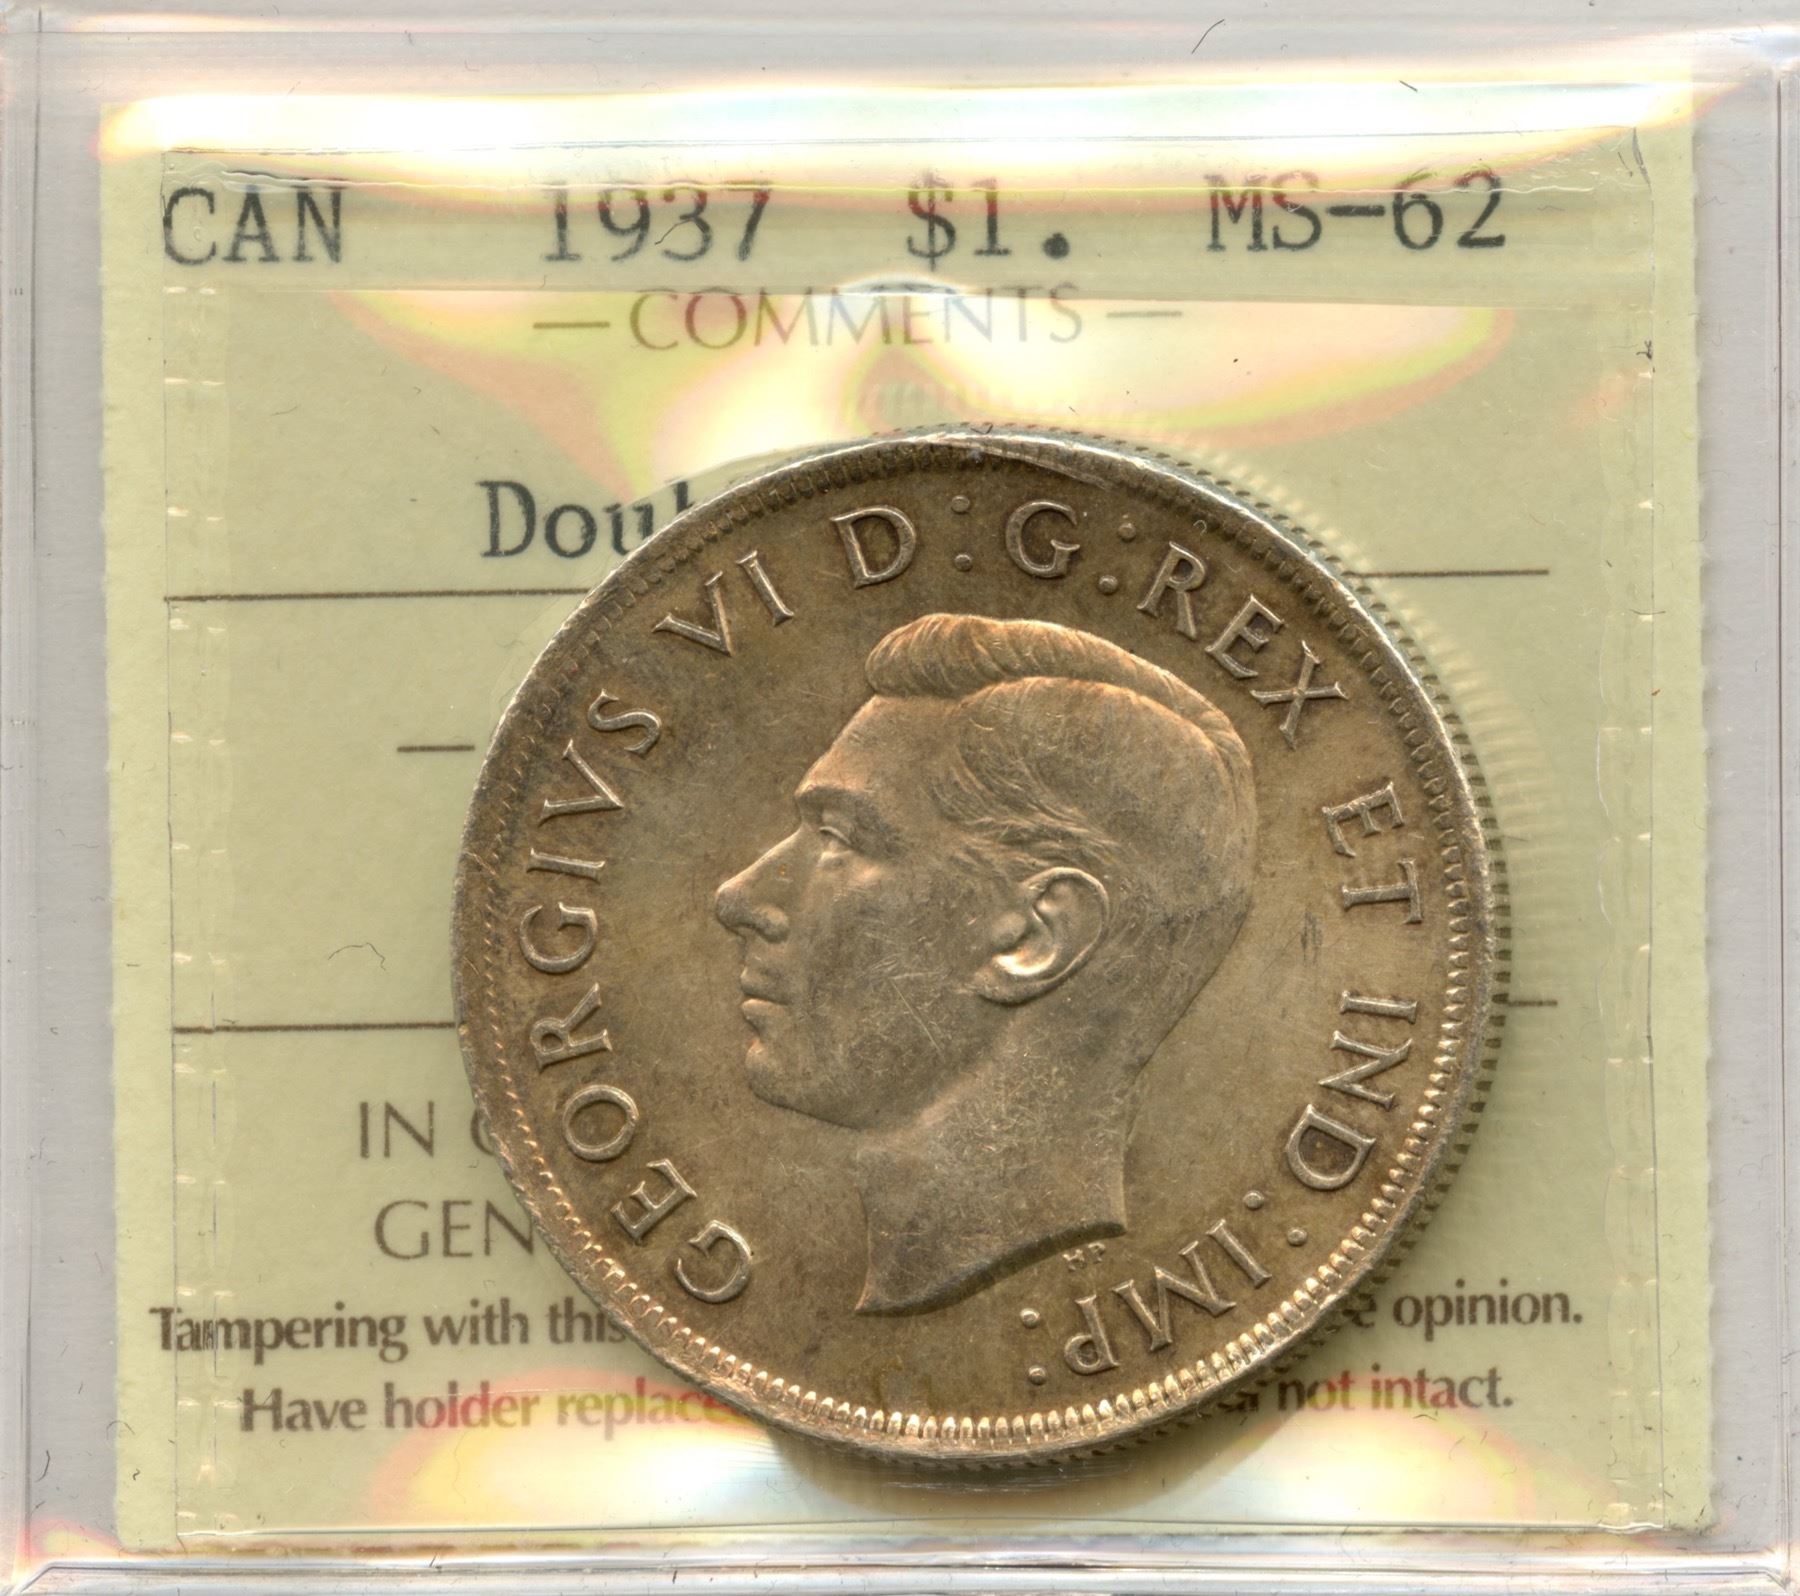 CAN 1937 $1. MS-62
— COMMENTS —
GEORGIVS VI D:G:REX ET IND:IMP:
HP
IN
GEN
Tampering with this opinion.
Have holder replace not intact.